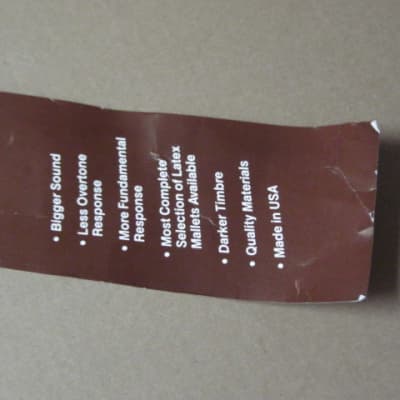 • Bigger Sound
• Less Overtone
Response
• More Fundamental
Response
• Most Complete
Selection of Latex
Mallets Available
• Darker Timbre
• Quality Materials
• Made in USA